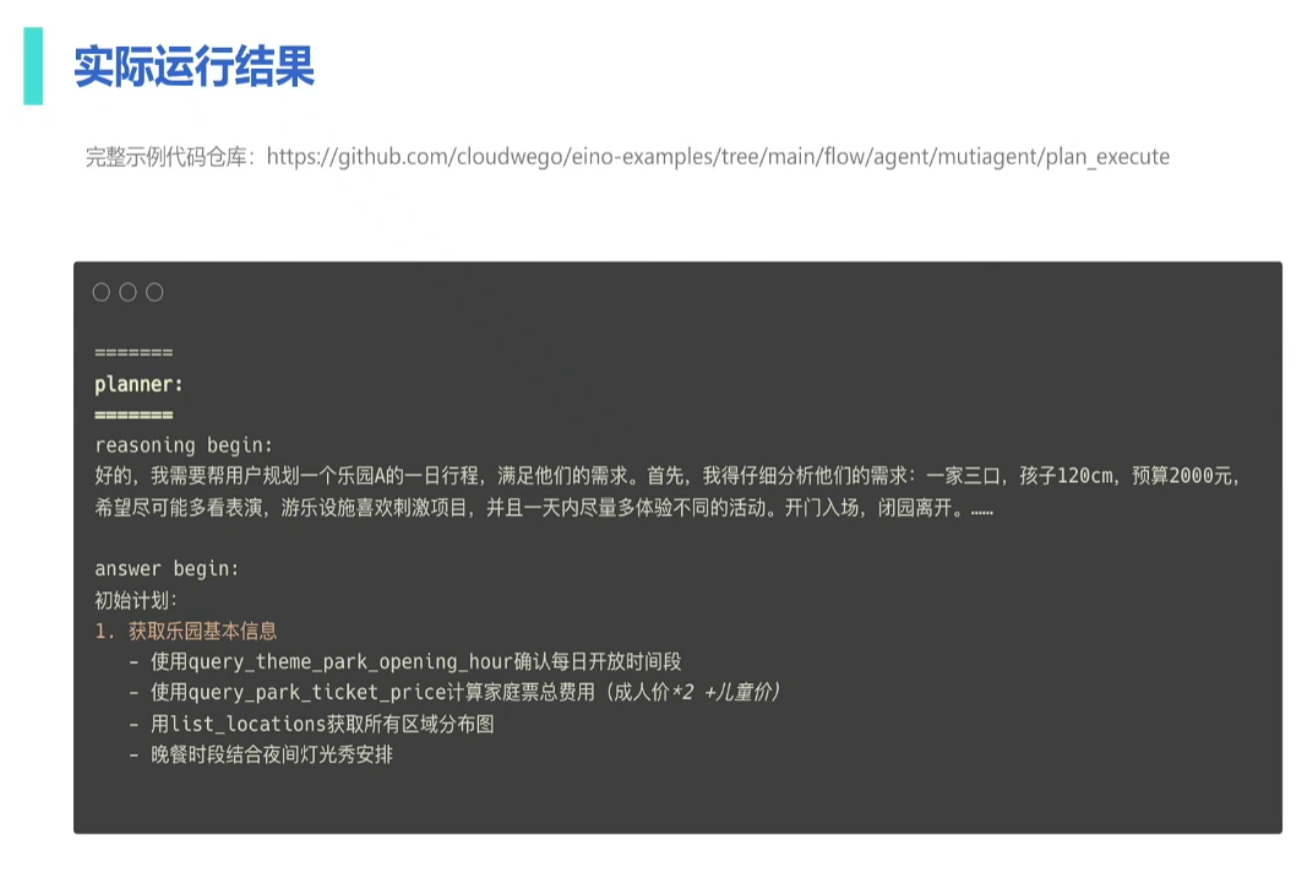 实际运行结果
完整示例代码仓库：https://github.com/cloudwego/eino-examples/tree/main/flow/agent/mutiagent/plan_execute
=======
planner:
=======
reasoning begin:
好的，我需要帮用户规划一个乐园A的一日行程，满足他们的需求。首先，我得仔细分析他们的需求：一家三口，孩子120cm，预算2000元，
希望尽可能多看表演，游乐设施喜欢刺激项目，并且一天内尽量多体验不同的活动。开门入场，闭园离开。……
answer begin:
初始计划：
1. 获取乐园基本信息
- 使用query_theme_park_opening_hour确认每日开放时间段
- 使用query_park_ticket_price计算家庭票总费用（成人价*2 +儿童价）
- 用list_locations获取所有区域分布图
- 晚餐时段结合夜间灯光秀安排